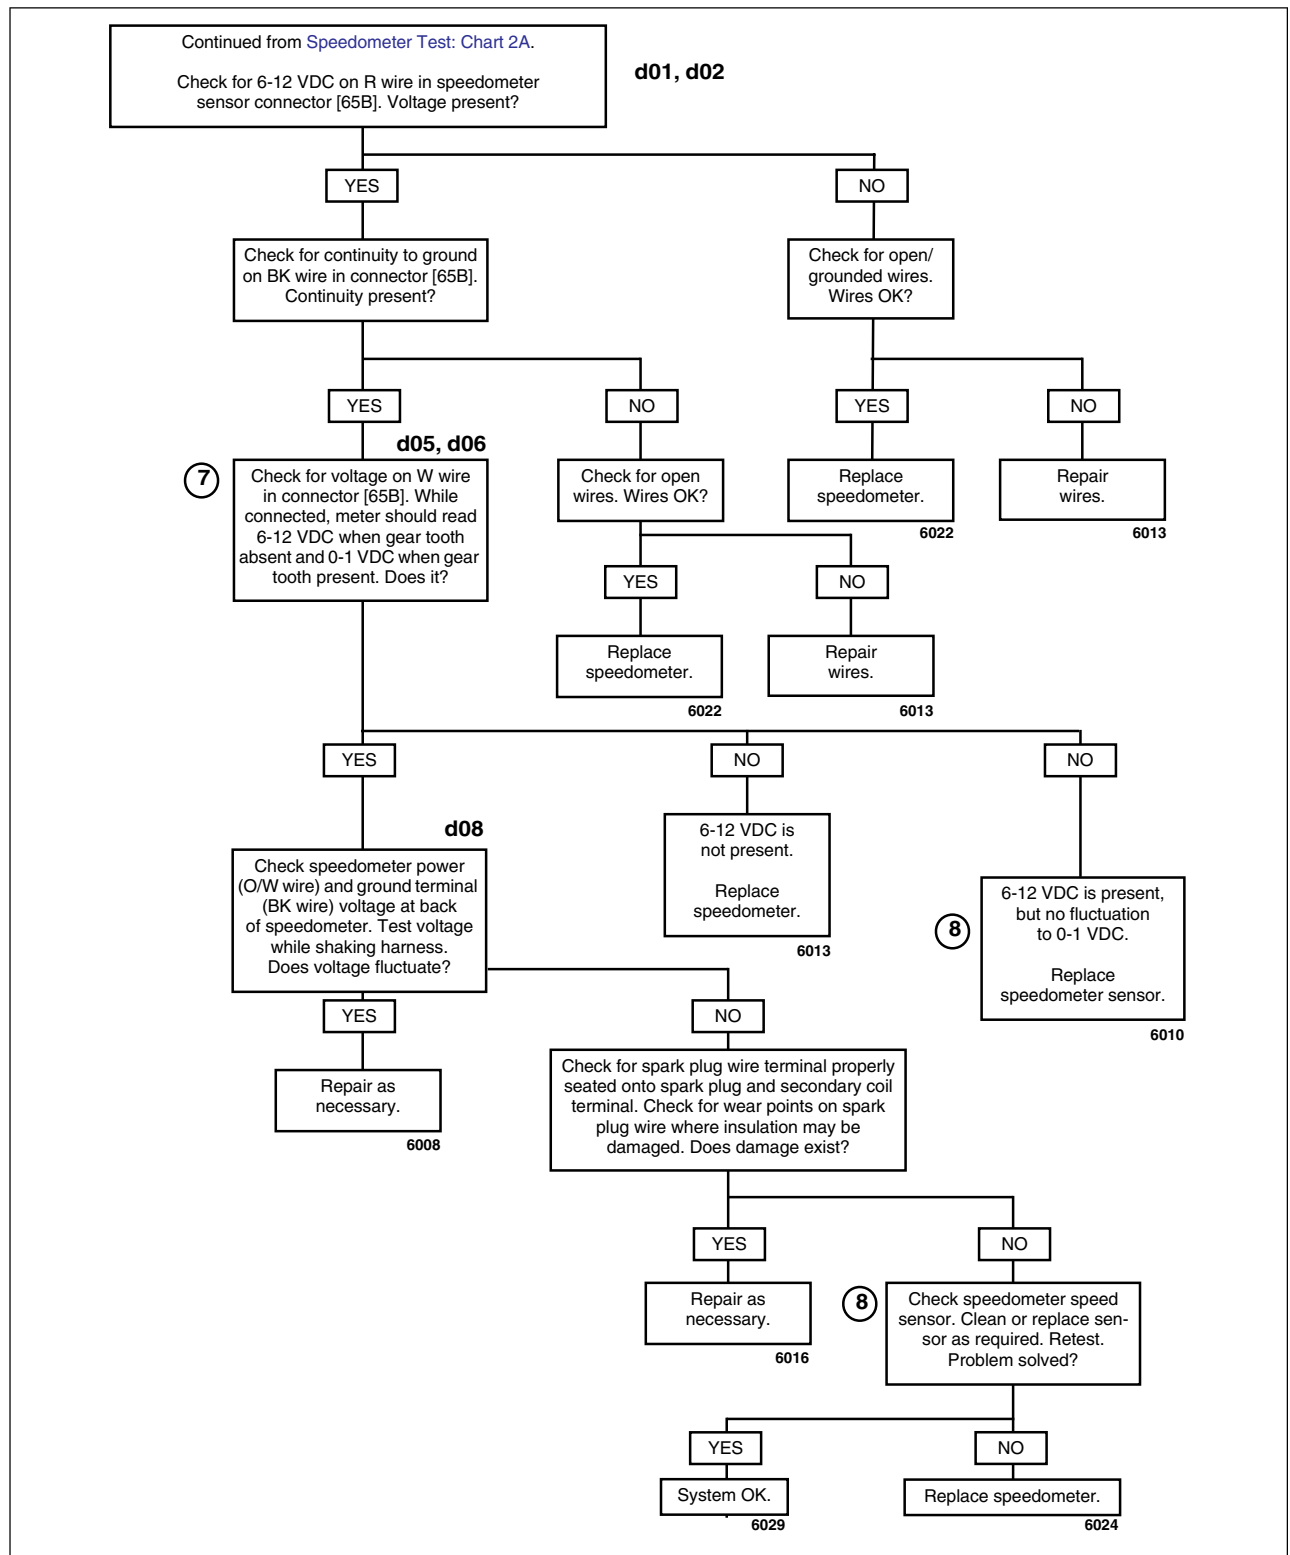 Continued from Speedometer Test: Chart 2A.
Check for 6-12 VDC on R wire in speedometer
sensor connector [65B]. Voltage present?
d01, d02
YES
NO
Check for continuity to ground
on BK wire in connector [65B].
Continuity present?
Check for open/
grounded wires.
Wires OK?
YES
NO
YES
NO
d05, d06
7
Check for voltage on W wire
in connector [65B]. While
connected, meter should read
6-12 VDC when gear tooth
absent and 0-1 VDC when gear
tooth present. Does it?
Check for open
wires. Wires OK?
Replace
speedometer.
6022
Repair
wires.
6013
YES
NO
Replace
speedometer.
6022
Repair
wires.
6013
YES
NO
NO
d08
Check speedometer power
(O/W wire) and ground terminal
(BK wire) voltage at back
of speedometer. Test voltage
while shaking harness.
Does voltage fluctuate?
6-12 VDC is
not present.
Replace
speedometer.
6013
8
6-12 VDC is present,
but no fluctuation
to 0-1 VDC.
Replace
speedometer sensor.
6010
YES
NO
Repair as
necessary.
6008
Check for spark plug wire terminal properly
seated onto spark plug and secondary coil
terminal. Check for wear points on spark
plug wire where insulation may be
damaged. Does damage exist?
YES
NO
Repair as
necessary.
6016
8
Check speedometer speed
sensor. Clean or replace sen-
sor as required. Retest.
Problem solved?
YES
NO
System OK.
6029
Replace speedometer.
6024